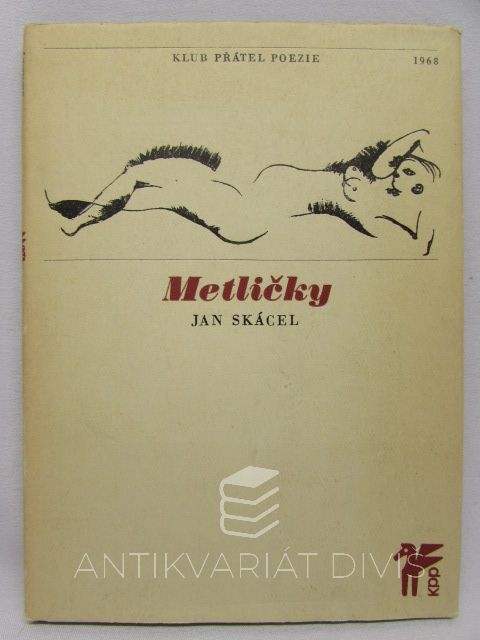 KLUB PŘÁTEL POEZIE 1968
Metličky
JAN SKÁCEL
ANTIKVARIÁT DIVIŠ
kpp